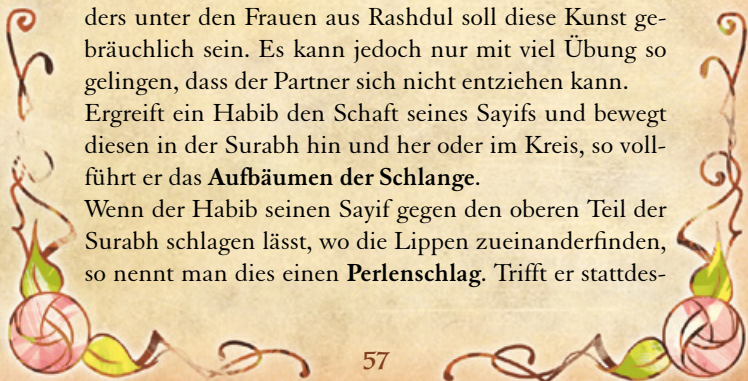 ders unter den Frauen aus Rashdul soll diese Kunst ge-
bräuchlich sein. Es kann jedoch nur mit viel Übung so
gelingen, dass der Partner sich nicht entziehen kann.
Ergreift ein Habib den Schaft seines Sayifs und bewegt
diesen in der Surabh hin und her oder im Kreis, so voll-
führt er das Aufbäumen der Schlange.
Wenn der Habib seinen Sayif gegen den oberen Teil der
Surabh schlagen lässt, wo die Lippen zueinanderfinden,
so nennt man dies einen Perlenschlag. Trifft er stattdes-
57